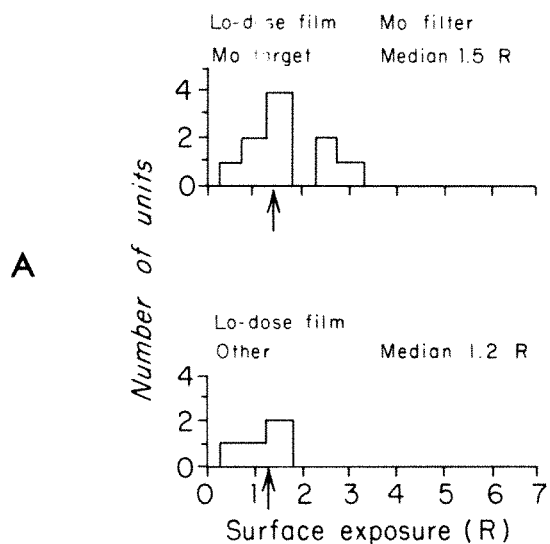 Lo-dose film Mo filter
Mo target Median 1.5 R
4
2
0
A
Number of units
Lo-dose film
Other Median 1.2 R
4
2
0
0 1 2 3 4 5 6 7
Surface exposure (R)